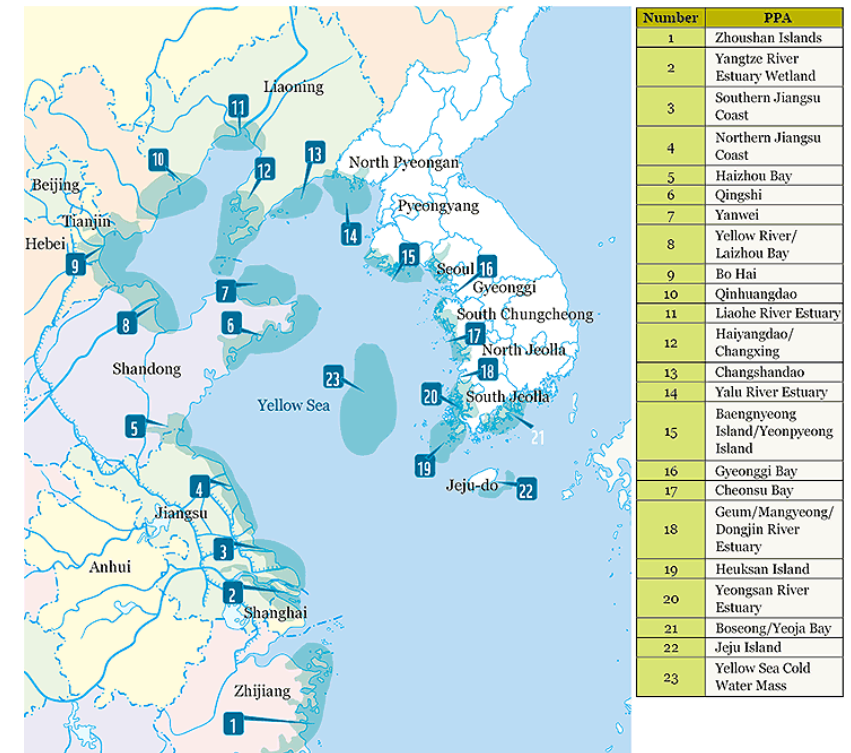 Liaoning
11
13
10
12
North Pyeongan
Beijing
Pyeongyang
Tianjin
14
Hebei
15
9
Seoul
16
7
Gyeonggi
8
6
South Chungcheong
17
North Jeolla
Shandong
18
23
20
South Jeolla
Yellow Sea
5
21
19
4
Jeju-do
22
Jiangsu
3
Anhui
2
Shanghai
Zhijiang
1
Number PPA
1 Zhoushan Islands
2 Yangtze River
Estuary Wetland
3 Southern Jiangsu
Coast
4 Northern Jiangsu
Coast
5 Haizhou Bay
6 Qingshi
7 Yanwei
8 Yellow River/
Laizhou Bay
9 Bo Hai
10 Qinhuangdao
11 Liaohe River Estuary
12 Haiyangdao/
Changxing
13 Changshandao
14 Yalu River Estuary
15 Baengnyeong
Island/Yeonpyeong
Island
16 Gyeonggi Bay
17 Cheonsu Bay
18 Geum/Mangyeong/
Dongjin River
Estuary
19 Heuksan Island
20 Yeongsan River
Estuary
21 Boseong/Yeoja Bay
22 Jeju Island
23 Yellow Sea Cold
Water Mass